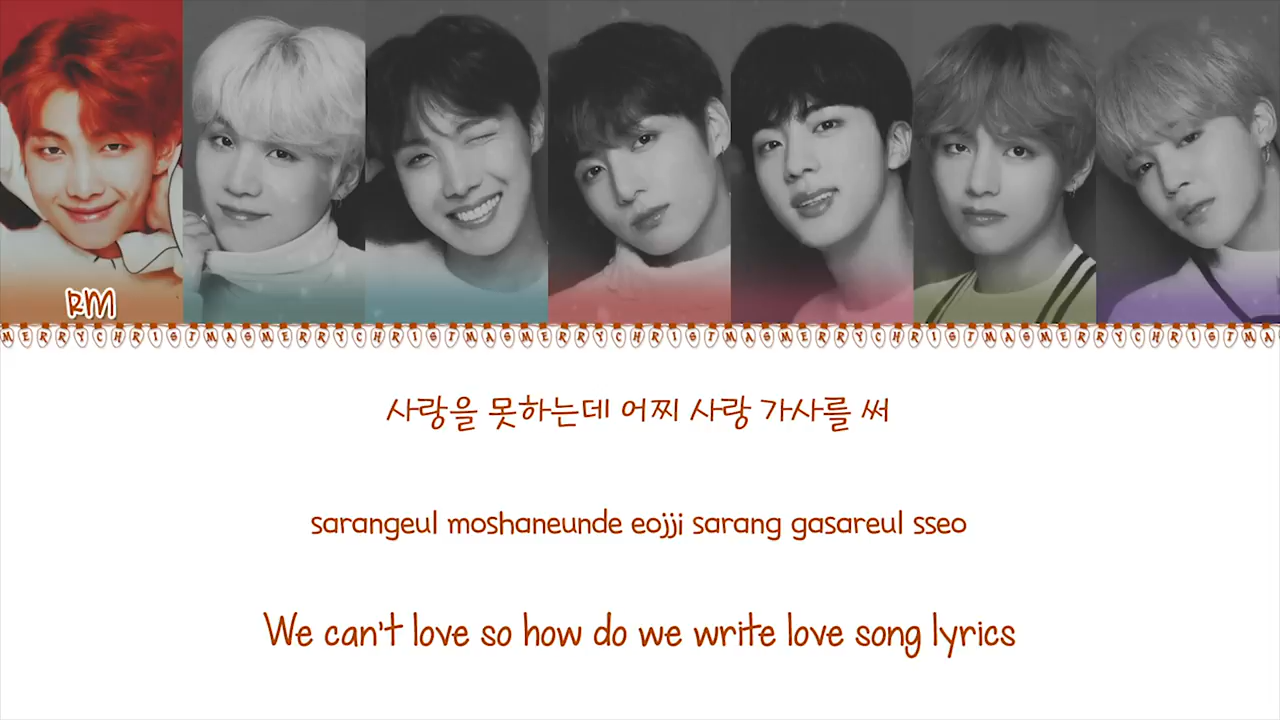 RM
MERRYCHRISTMASMERRYCHRISTMASMERRYCHRISTMASMERRYCHRISTMASMERRYCHRISTMA
사랑을 못하는데 어찌 사랑 가사를 써
sarangeul moshaneunde eojji sarang gasareul sseo
We can't love so how do we write love song lyrics